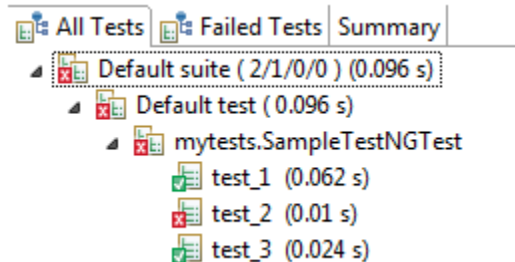 All Tests Failed Tests Summary
Default suite ( 2/1/0/0 ) (0.096 s)
Default test ( 0.096 s)
mytests.SampleTestNGTest
test_1 (0.062 s)
test_2 (0.01 s)
test_3 (0.024 s)